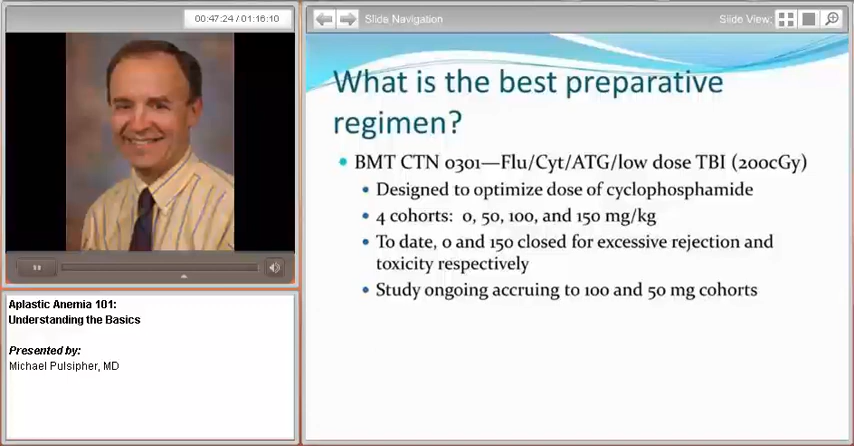 00:47:24 / 01:16:10
Slide Navigation
Slide View:
What is the best preparative
regimen?
BMT CTN 0301—Flu/Cyt/ATG/low dose TBI (200cGy)
Designed to optimize dose of cyclophosphamide
4 cohorts: 0, 50, 100, and 150 mg/kg
To date, 0 and 150 closed for excessive rejection and
toxicity respectively
Study ongoing accruing to 100 and 50 mg cohorts
Aplastic Anemia 101:
Understanding the Basics
Presented by:
Michael Pulsipher, MD